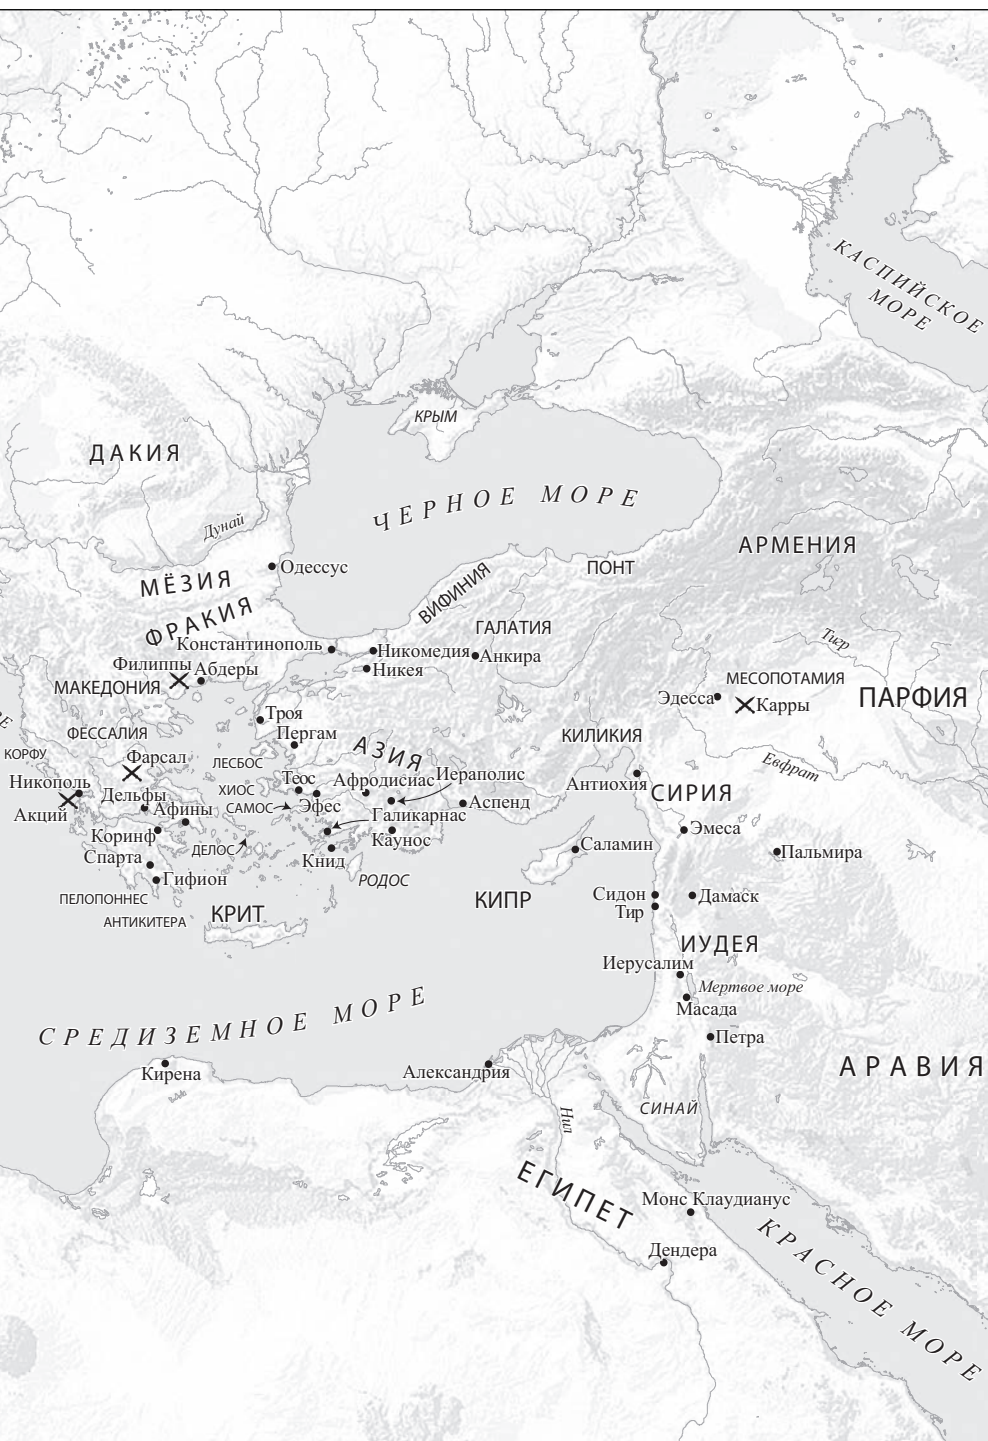 КАСПИЙСКОЕ
МОРЕ
КРЫМ
ДАКИЯ
ЧЕРНОЕ МОРЕ
Дунай
АРМЕНИЯ
Одессус
ПОНТ
МЁЗИЯ
ВИФИНИЯ
ФРАКИЯ
ГАЛАТИЯ
Константинополь
Тигр
Никомедия
Анкира
Филиппы
Абдеры
Никея
МАКЕДОНИЯ
МЕСОПОТАМИЯ
Эдесса
ПАРФИЯ
Карры
Троя
ФЕССАЛИЯ
Пергам
КИЛИКИЯ
КОРФУ
АЗИЯ
Фарсал
ЛЕСБОС
Евфрат
Никополь
Теос
Афродисиас
Иераполис
Антиохия
ХИОС
СИРИЯ
Дельфы
Афины
САМОС
Эфес
Аспенд
Акций
Галикарнас
Эмеса
Коринф
Каунос
Саламин
ДЕЛОС
Пальмира
Спарта
Книд
Гифион
РОДОС
ПЕЛОПОННЕС
КИПР
Сидон
Дамаск
КРИТ
Тир
АНТИКИТЕРА
ИУДЕЯ
Иерусалим
Мертвое море
СРЕДИЗЕМНОЕ МОРЕ
Масада
Петра
АРАВИЯ
Кирена
Александрия
СИНАЙ
Нил
ЕГИПЕТ
Монс Клаудианус
КРАСНОЕ МОРЕ
Дендера